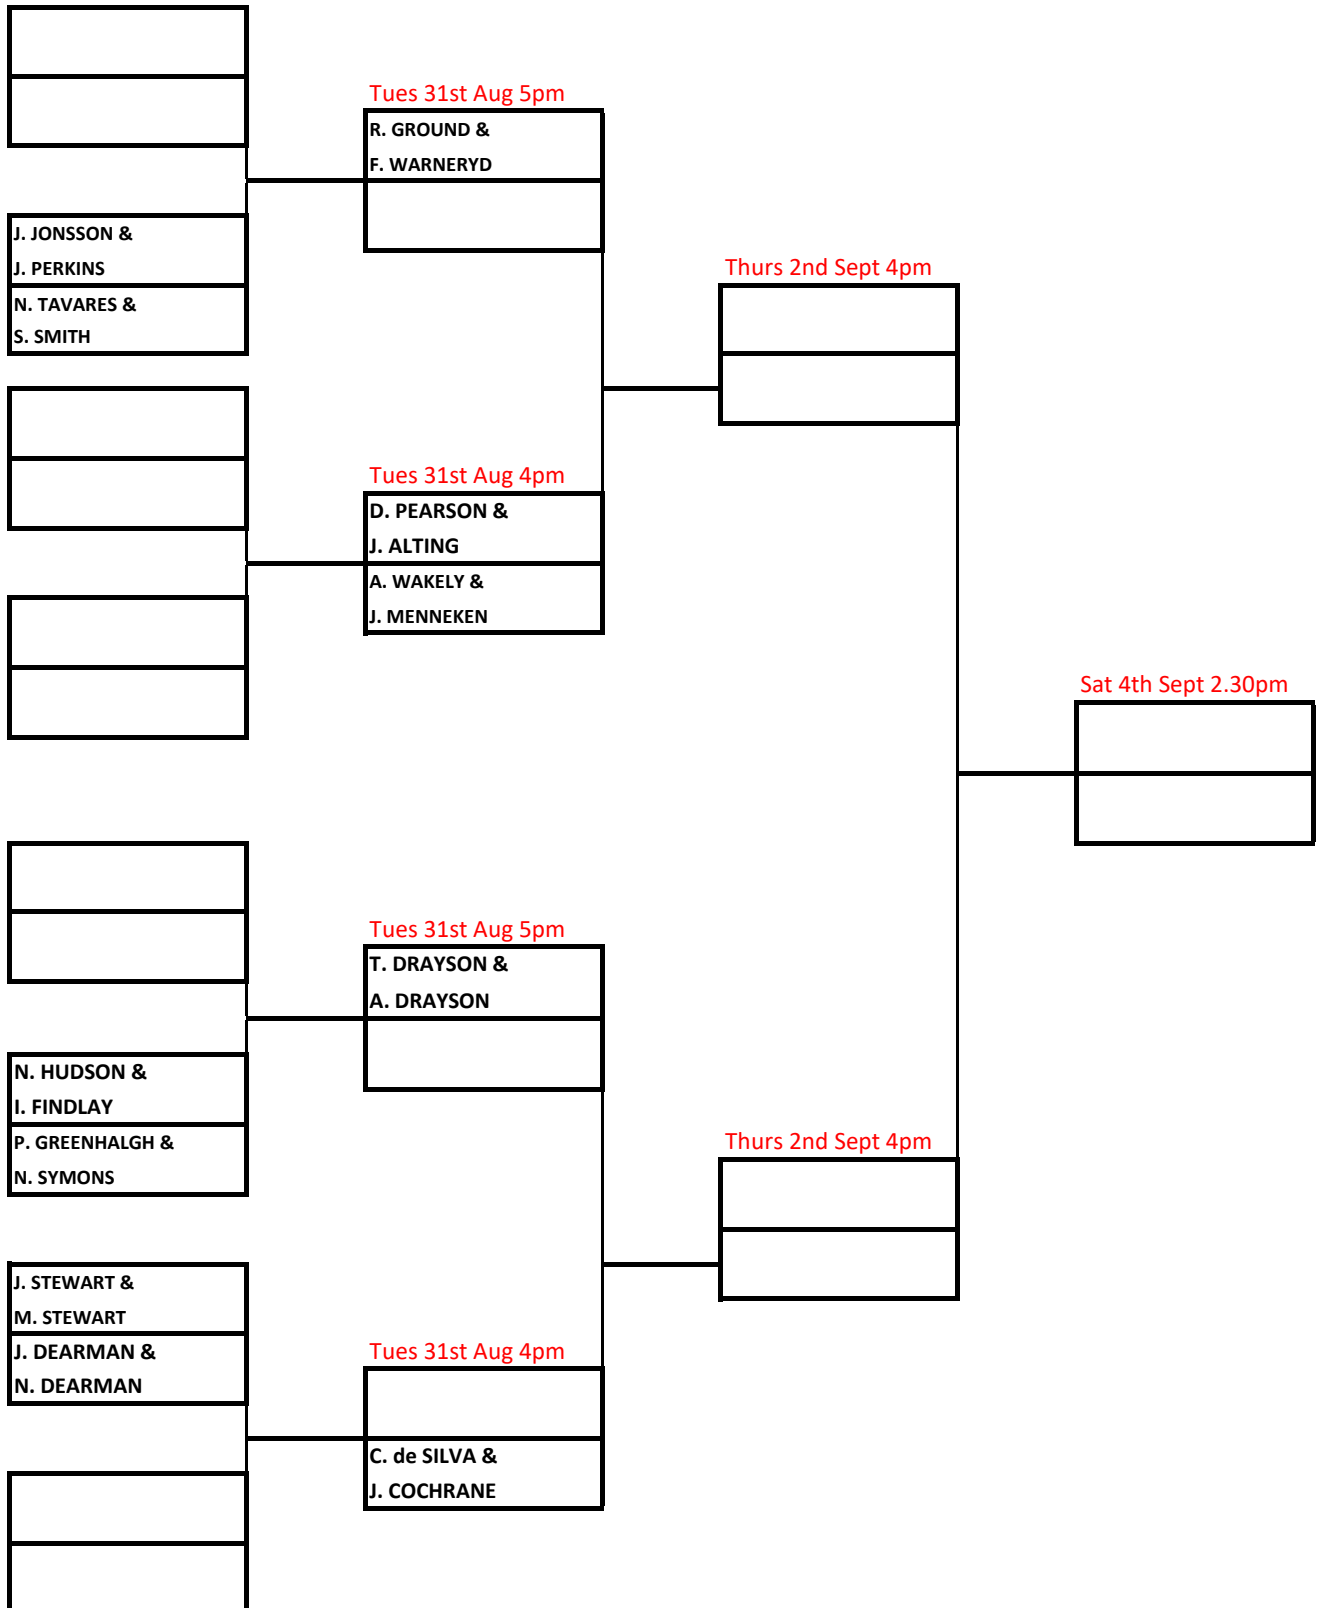 Tues 31st Aug 5pm
R. GROUND &
F. WARNERYD
J. JONSSON &
J. PERKINS
N. TAVARES &
S. SMITH
Thurs 2nd Sept 4pm
Tues 31st Aug 4pm
D. PEARSON &
J. ALTING
A. WAKELY &
J. MENNEKEN
Sat 4th Sept 2.30pm
Tues 31st Aug 5pm
T. DRAYSON &
A. DRAYSON
N. HUDSON &
I. FINDLAY
P. GREENHALGH &
N. SYMONS
Thurs 2nd Sept 4pm
J. STEWART &
M. STEWART
J. DEARMAN &
N. DEARMAN
Tues 31st Aug 4pm
C. de SILVA &
J. COCHRANE